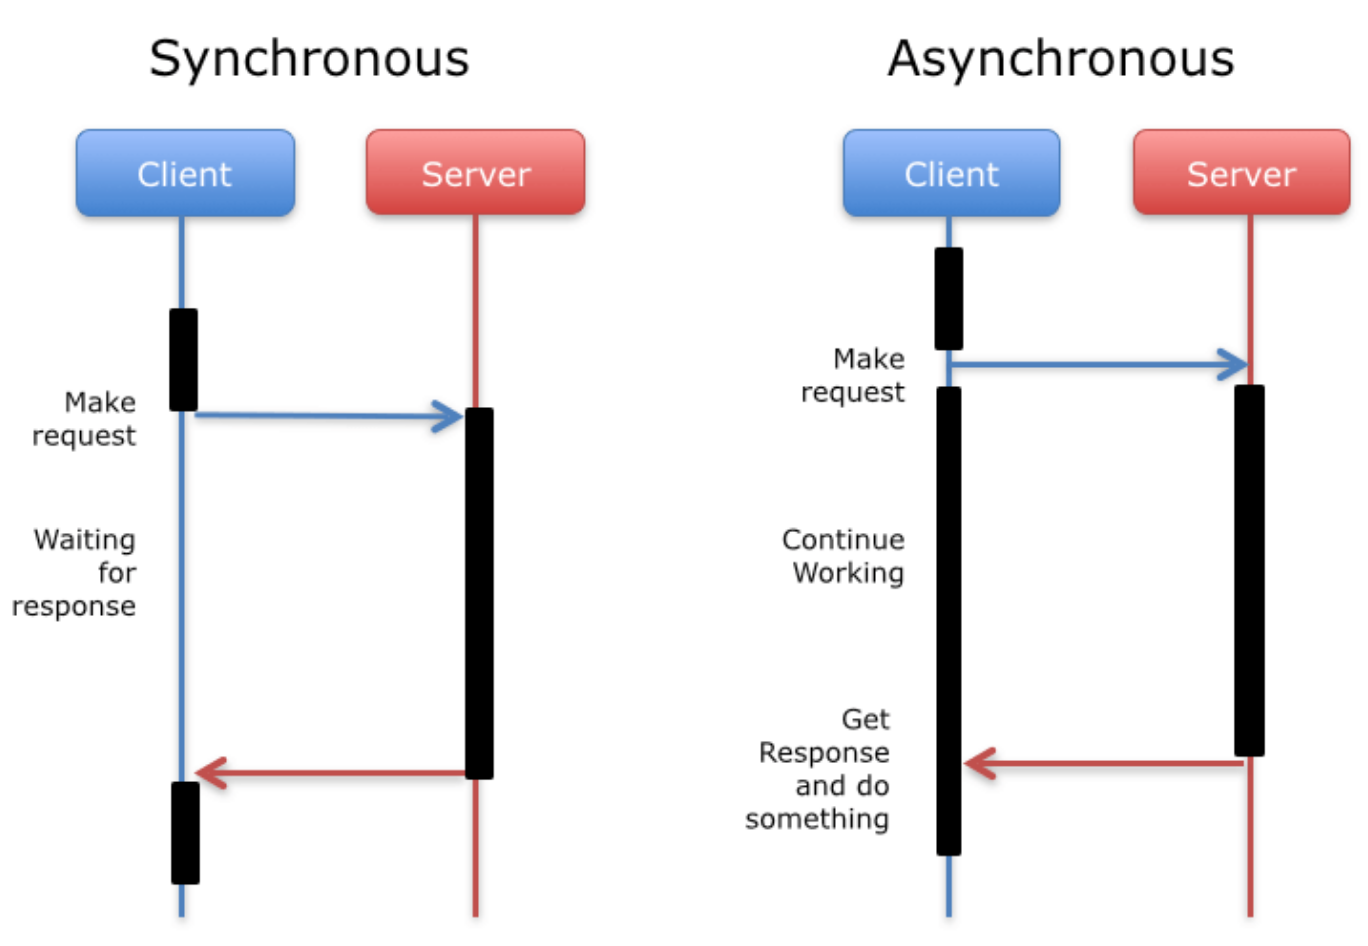 Synchronous
Client
Server
Make
request
Waiting
for
response
Asynchronous
Client
Server
Make
request
Continue
Working
Get
Response
and do
something